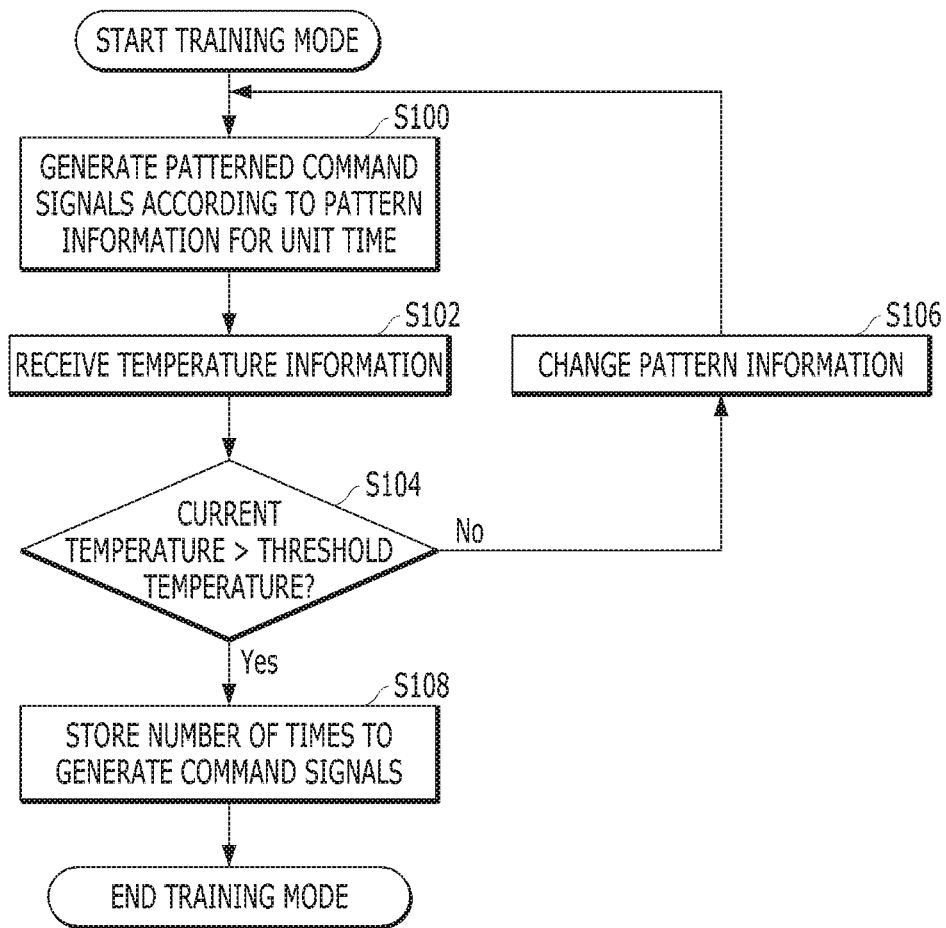 START TRAINING MODE
S100
GENERATE PATTERNED COMMAND
SIGNALS ACCORDING TO PATTERN
INFORMATION FOR UNIT TIME
S102
RECEIVE TEMPERATURE INFORMATION
S106
CHANGE PATTERN INFORMATION
S104
CURRENT
TEMPERATURE > THRESHOLD
TEMPERATURE?
No
Yes
S108
STORE NUMBER OF TIMES TO
GENERATE COMMAND SIGNALS
END TRAINING MODE